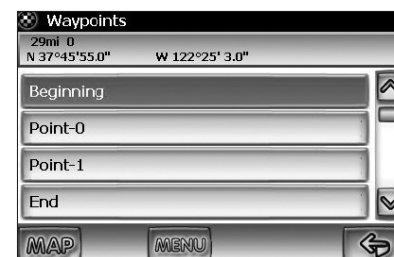 Waypoints
29mi 0
N 37°45'55.0" W 122°25' 3.0"
Beginning
Point-0
Point-1
End
MAP MENU